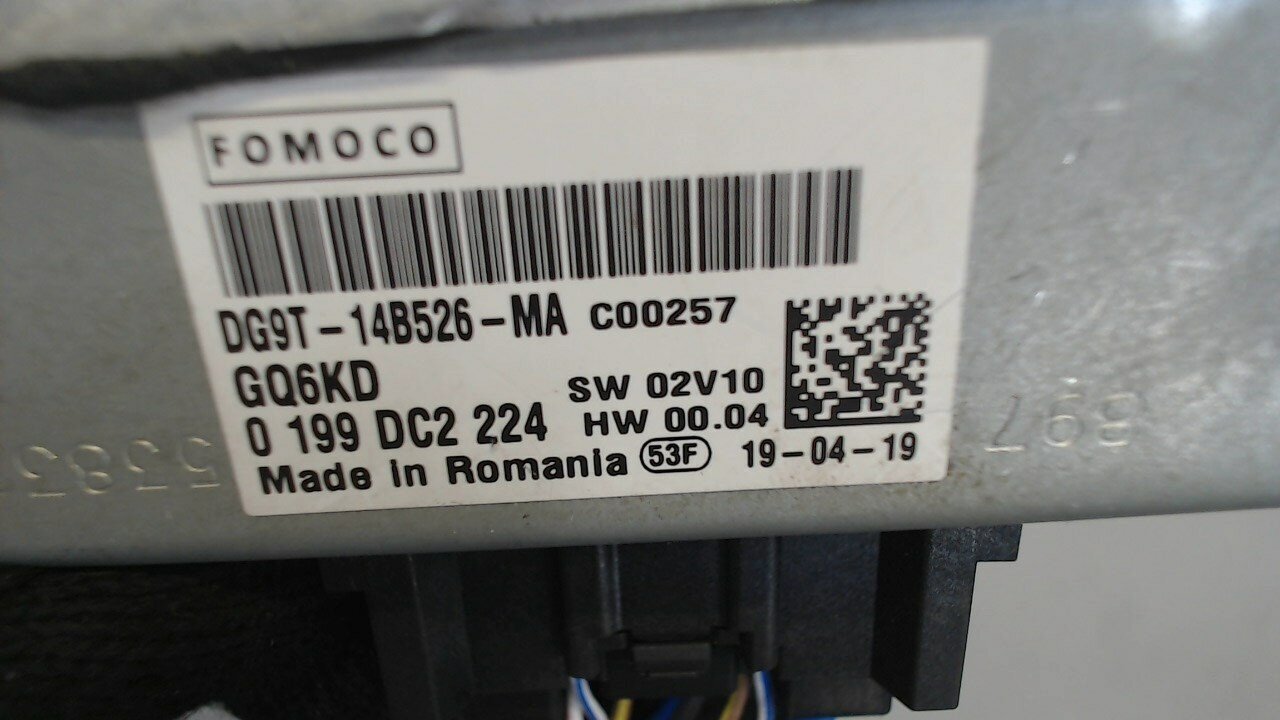 FOMOCO
DG9T-14B526-MA C00257
GQ6KD SW 02V10
0 199 DC2 224 HW 00.04
Made in Romania 53F 19-04-19
897